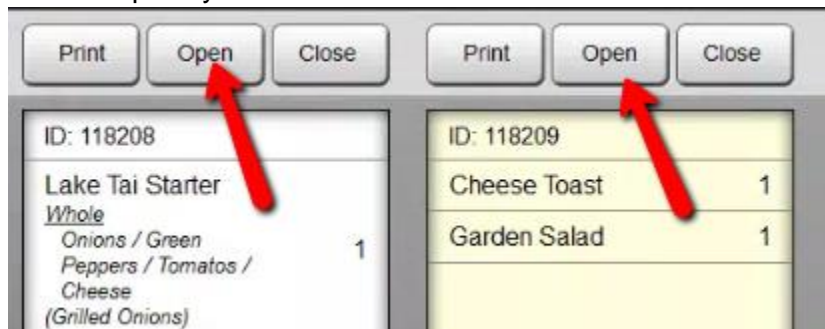 Print Open Close Print Open Close
ID: 118208
Lake Tai Starter
Whole
Onions / Green
Peppers / Tomatos /
Cheese
(Grilled Onions)
1
ID: 118209
Cheese Toast 1
Garden Salad 1